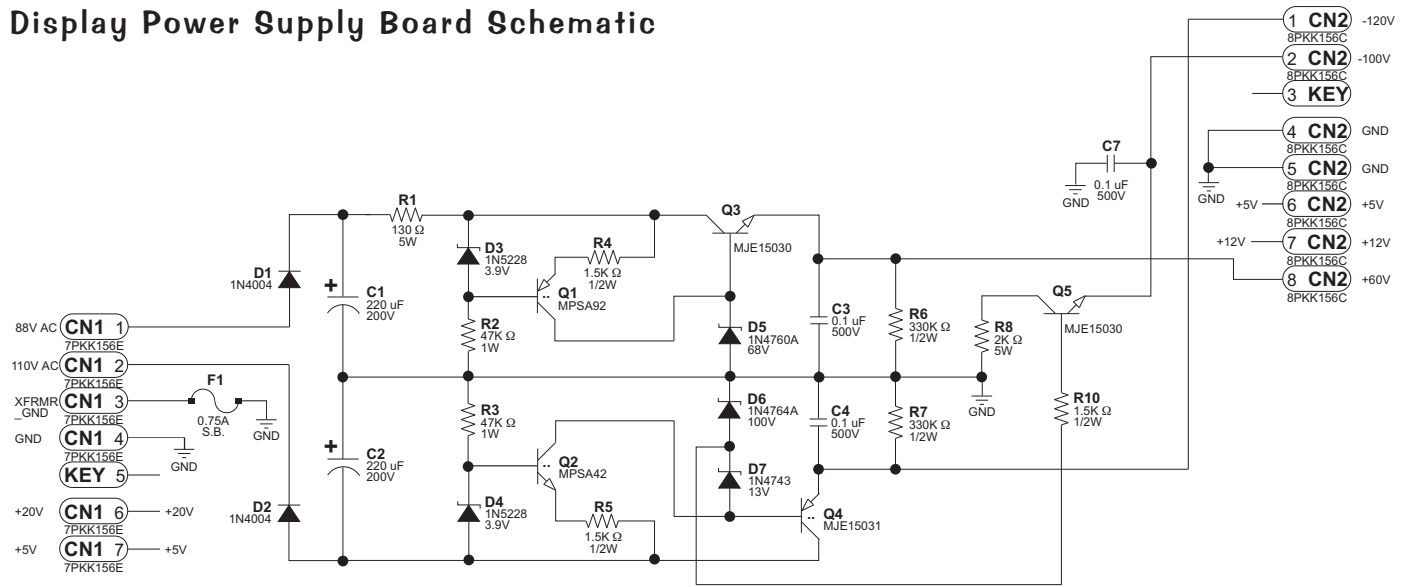 Display Power Supply Board Schematic
1 CN2 -120V
8PKK156C
2 CN2 -100V
8PKK156C
3 KEY
4 CN2 GND
8PKK156C
5 CN2 GND
8PKK156C
GND
+5V 6 CN2 +5V
8PKK156C
+12V 7 CN2 +12V
8PKK156C
8 CN2 +60V
8PKK156C
C7
0.1 uF
500V
GND
R1
130 Ω
5W
Q3
MJE15030
D3
1N5228
3.9V
R4
1.5K Ω
1/2W
D1
1N4004
+
C1
220 uF
200V
Q1
MPSA92
R2
47K Ω
1W
D5
1N4760A
68V
C3
0.1 uF
500V
R6
330K Ω
1/2W
R8
2K Ω
5W
Q5
MJE15030
88V AC CN1 1
7PKK156E
110V AC CN1 2
7PKK156E
XFRMR
_GND
CN1 3
7PKK156E
F1
0.75A
S.B.
GND
GND CN1 4
7PKK156E
GND
KEY 5
+20V CN1 6 +20V
7PKK156E
+5V CN1 7 +5V
7PKK156E
D2
1N4004
+
C2
220 uF
200V
R3
47K Ω
1W
Q2
MPSA42
D4
1N5228
3.9V
R5
1.5K Ω
1/2W
D6
1N4764A
100V
D7
1N4743
13V
C4
0.1 uF
500V
R7
330K Ω
1/2W
GND
R10
1.5K Ω
1/2W
Q4
MJE15031